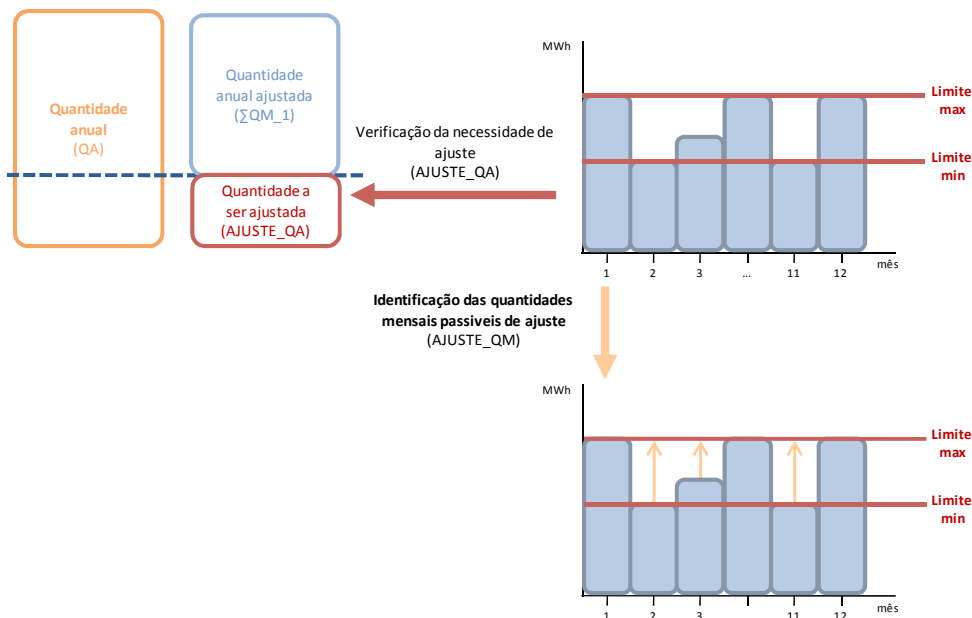 Quantidade
anual
(QA)
Quantidade
anual ajustada
(∑QM_1)
Quantidade a
ser ajustada
(AJUSTE_QA)
Verificação da necessidade de
ajuste
(AJUSTE_QA)
MWh
Limite
max
Limite
min
1 2 3 ... 11 12 mês
Identificação das quantidades
mensais passiveis de ajuste
(AJUSTE_QM)
MWh
Limite
max
Limite
min
1 2 3 11 12 mês